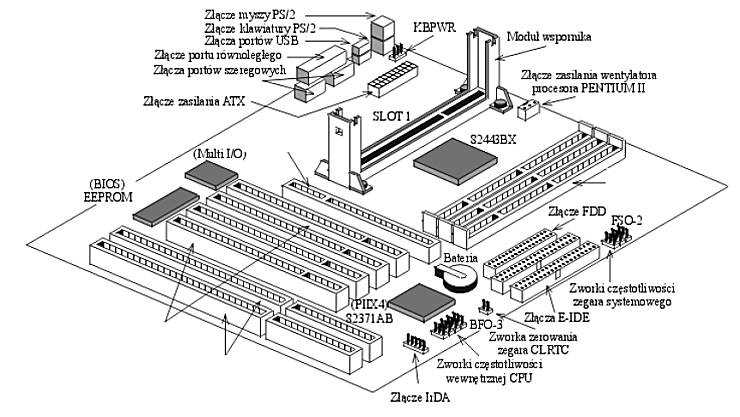 Złącze myszy PS/2
Złącze klawiatury PS/2
Złącza portów USB
Złącze portu równoległego
Złącza portów szeregowych
Złącze zasilania ATX
KBPWR
Moduł wspornika
Złącze zasilania wentylatora
procesora PENTIUM II
SLOT 1
S2443BX
(Multi I/O)
(BIOS)
EEPROM
Złącze FDD
FSO-2
Bateria
Zworki częstotliwości
zegara systemowego
(PIIX-4)
S2371AB
Złącza E-IDE
BFO-3
Zworka zerowania
zegara CLRTC
Zworki częstotliwości
wewnętrznej CPU
Złącze IrDA